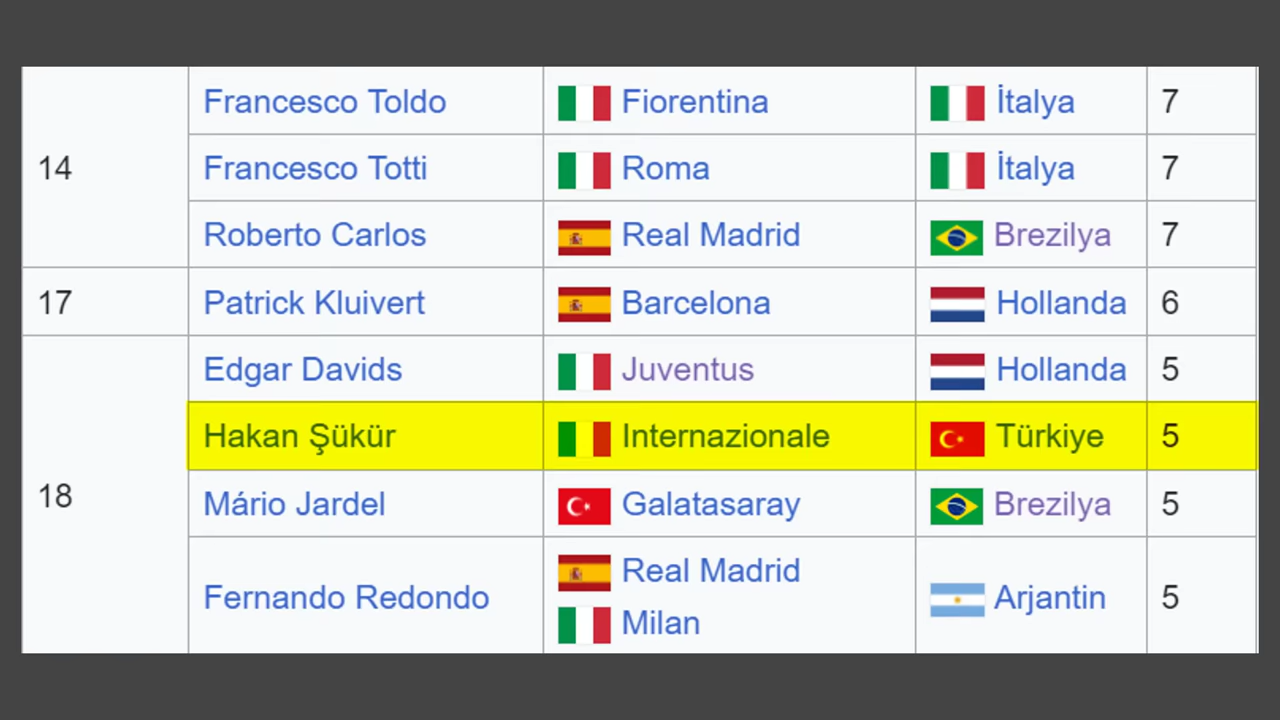 14
Francesco Toldo Fiorentina İtalya 7
Francesco Totti Roma İtalya 7
Roberto Carlos Real Madrid Brezilya 7
17 Patrick Kluivert Barcelona Hollanda 6
18
Edgar Davids Juventus Hollanda 5
Hakan Şükür Internazionale Türkiye 5
Mário Jardel Galatasaray Brezilya 5
Fernando Redondo Real Madrid Arjantin 5
Milan